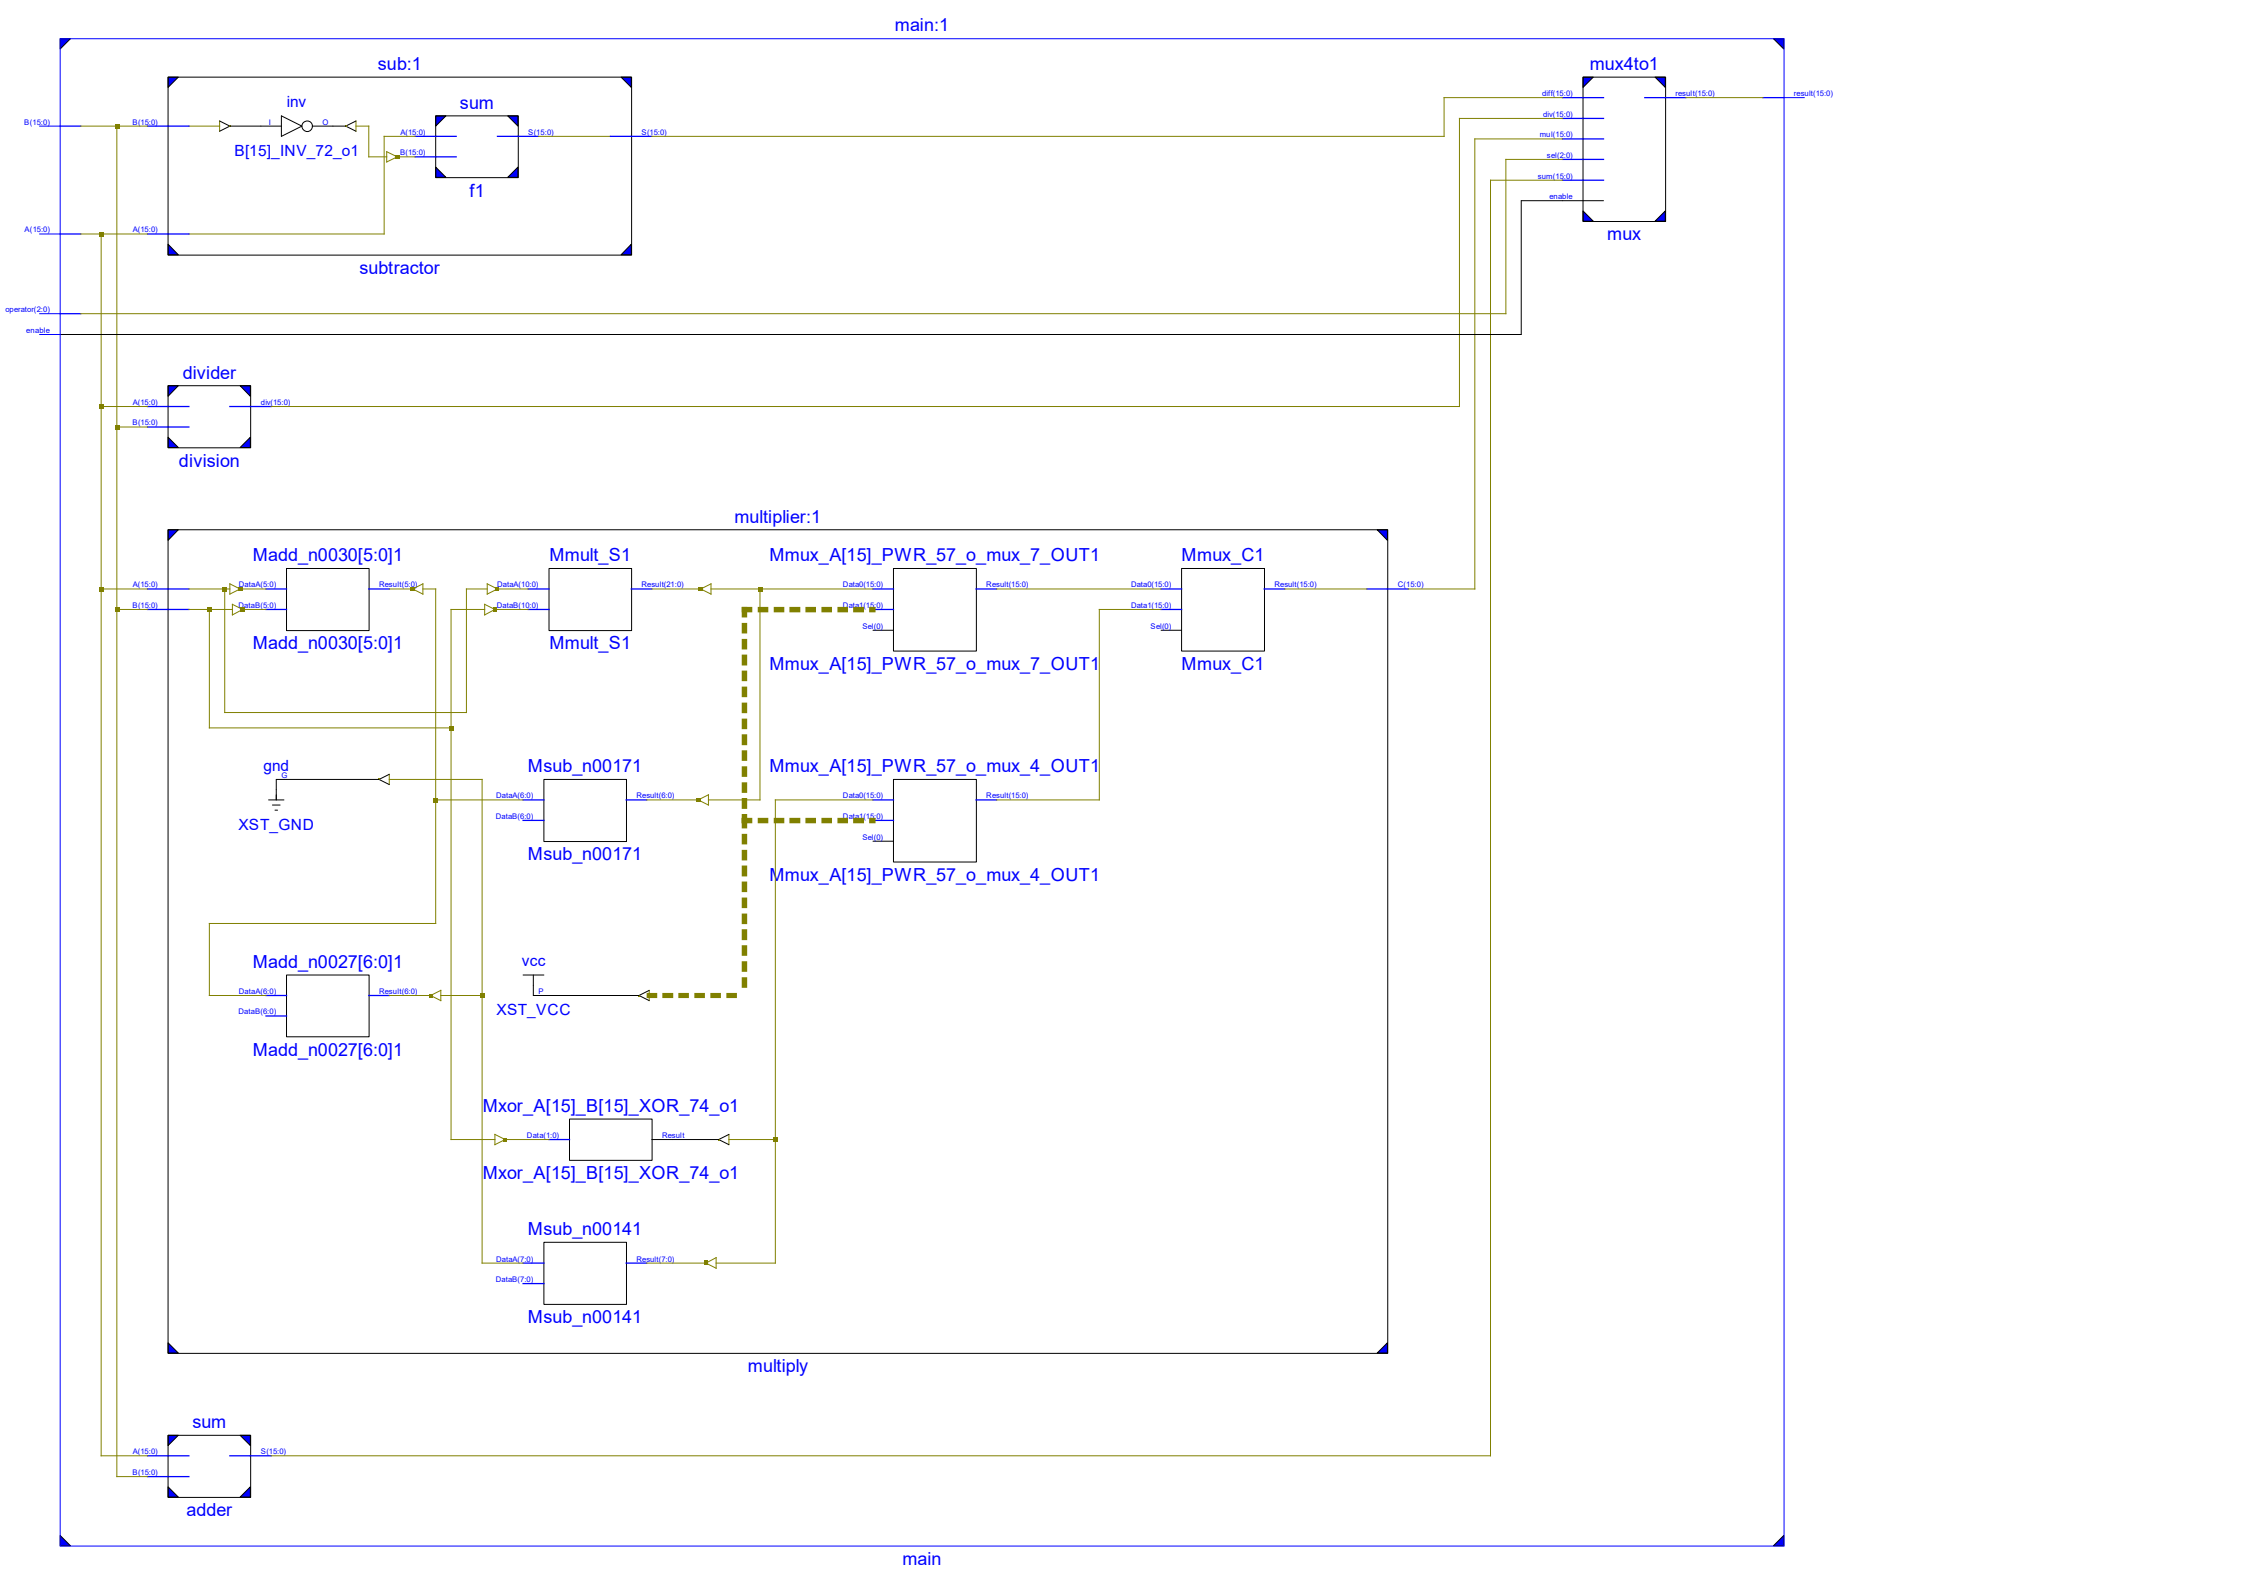 main:1
sub:1
mux4to1
inv
sum
diff(15:0)
result(15:0)
result(15:0)
div(15:0)
B(15:0)
B(15:0)
I
O
A(15:0)
S(15:0)
S(15:0)
mul(15:0)
B[15]_INV_72_o1
B(15:0)
sel(2:0)
sum(15:0)
f1
enable
A(15:0)
A(15:0)
mux
subtractor
operator(2:0)
enable
divider
A(15:0)
div(15:0)
B(15:0)
division
multiplier:1
Madd_n0030[5:0]1
Mmult_S1
Mmux_A[15]_PWR_57_o_mux_7_OUT1
Mmux_C1
A(15:0)
DataA(5:0)
Result(5:0)
DataA(10:0)
Result(21:0)
Data0(15:0)
Result(15:0)
Data0(15:0)
Result(15:0)
C(15:0)
B(15:0)
DataB(5:0)
DataB(10:0)
Data1(15:0)
Data1(15:0)
Sel(0)
Sel(0)
Madd_n0030[5:0]1
Mmult_S1
Mmux_A[15]_PWR_57_o_mux_7_OUT1
Mmux_C1
gnd
G
Msub_n00171
Mmux_A[15]_PWR_57_o_mux_4_OUT1
DataA(6:0)
Result(6:0)
Data0(15:0)
Result(15:0)
XST_GND
DataB(6:0)
Data1(15:0)
Sel(0)
Msub_n00171
Mmux_A[15]_PWR_57_o_mux_4_OUT1
Madd_n0027[6:0]1
vcc
DataA(6:0)
Result(6:0)
P
DataB(6:0)
XST_VCC
Madd_n0027[6:0]1
Mxor_A[15]_B[15]_XOR_74_o1
Data(1:0)
Result
Mxor_A[15]_B[15]_XOR_74_o1
Msub_n00141
DataA(7:0)
Result(7:0)
DataB(7:0)
Msub_n00141
multiply
sum
A(15:0)
S(15:0)
B(15:0)
adder
main